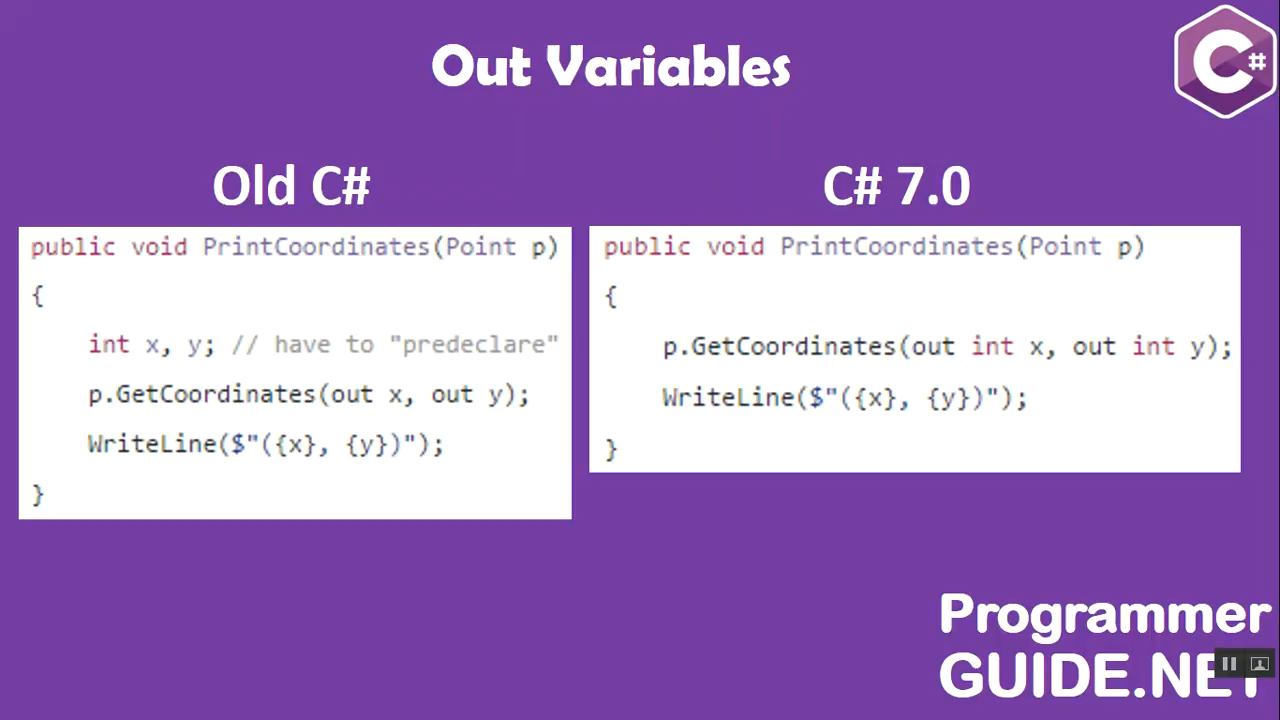 Out Variables
C#
Old C#
public void PrintCoordinates(Point p)
{
    int x, y; // have to "predeclare"
    p.GetCoordinates(out x, out y);
    WriteLine($"({x}, {y})");
}
C# 7.0
public void PrintCoordinates(Point p)
{
    p.GetCoordinates(out int x, out int y);
    WriteLine($"({x}, {y})");
}
Programmer
GUIDE.NET